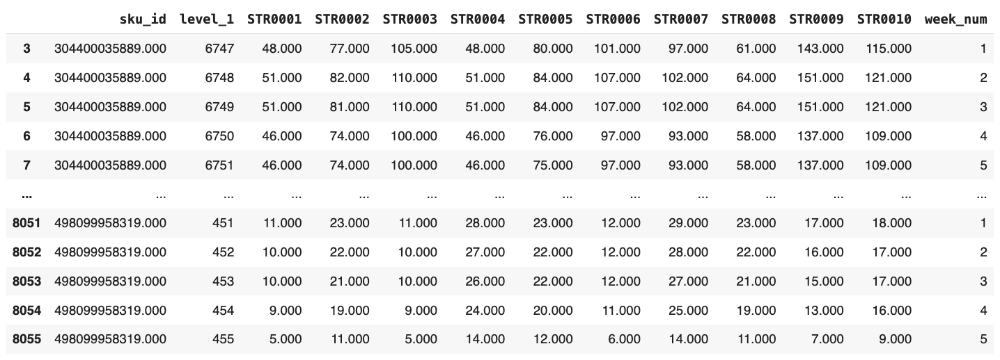 sku_id level_1 STR0001 STR0002 STR0003 STR0004 STR0005 STR0006 STR0007 STR0008 STR0009 STR0010 week_num
3 304400035889.000 6747 48.000 77.000 105.000 48.000 80.000 101.000 97.000 61.000 143.000 115.000 1
4 304400035889.000 6748 51.000 82.000 110.000 51.000 84.000 107.000 102.000 64.000 151.000 121.000 2
5 304400035889.000 6749 51.000 81.000 110.000 51.000 84.000 107.000 102.000 64.000 151.000 121.000 3
6 304400035889.000 6750 46.000 74.000 100.000 46.000 76.000 97.000 93.000 58.000 137.000 109.000 4
7 304400035889.000 6751 46.000 74.000 100.000 46.000 75.000 97.000 93.000 58.000 137.000 109.000 5
... ... ... ... ... ... ... ... ... ... ... ... ... ...
8051 498099958319.000 451 11.000 23.000 11.000 28.000 23.000 12.000 29.000 23.000 17.000 18.000 1
8052 498099958319.000 452 10.000 22.000 10.000 27.000 22.000 12.000 28.000 22.000 16.000 17.000 2
8053 498099958319.000 453 10.000 21.000 10.000 26.000 22.000 12.000 27.000 21.000 15.000 17.000 3
8054 498099958319.000 454 9.000 19.000 9.000 24.000 20.000 11.000 25.000 19.000 13.000 16.000 4
8055 498099958319.000 455 5.000 11.000 5.000 14.000 12.000 6.000 14.000 11.000 7.000 9.000 5